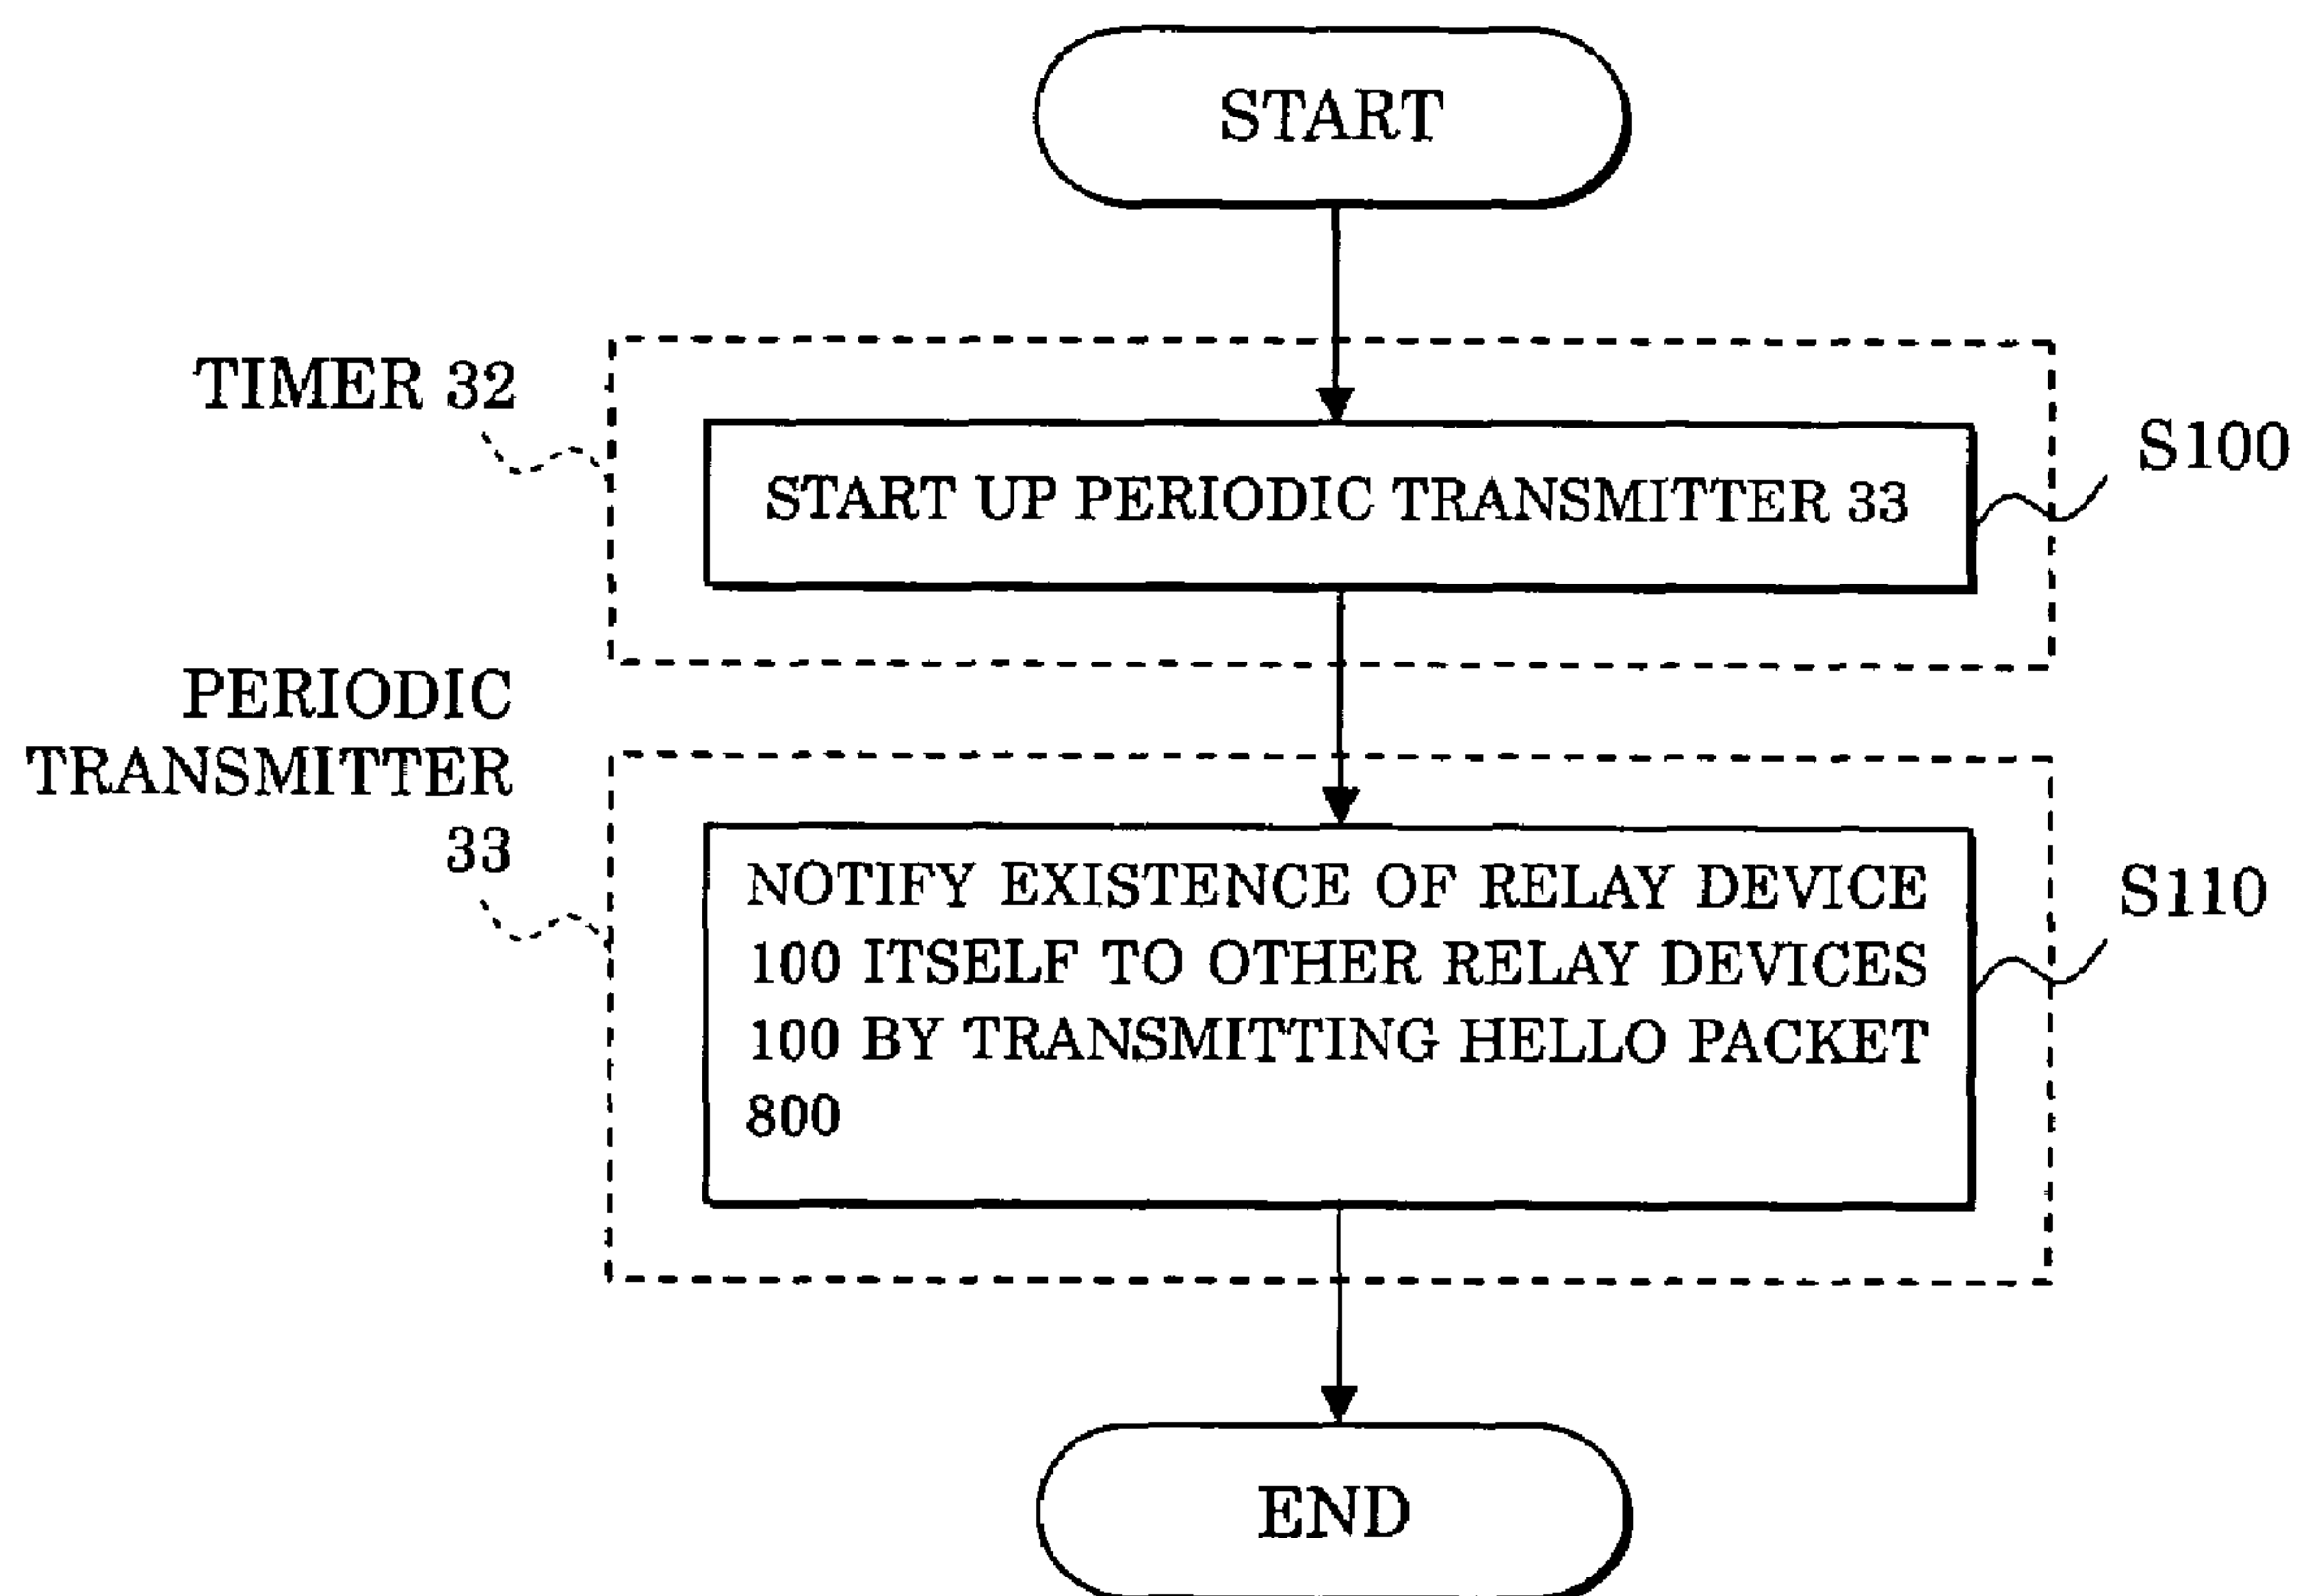 START
TIMER 32
START UP PERIODIC TRANSMITTER 33
S100
PERIODIC
TRANSMITTER
33
NOTIFY EXISTENCE OF RELAY DEVICE
100 ITSELF TO OTHER RELAY DEVICES
100 BY TRANSMITTING HELLO PACKET
800
S110
END